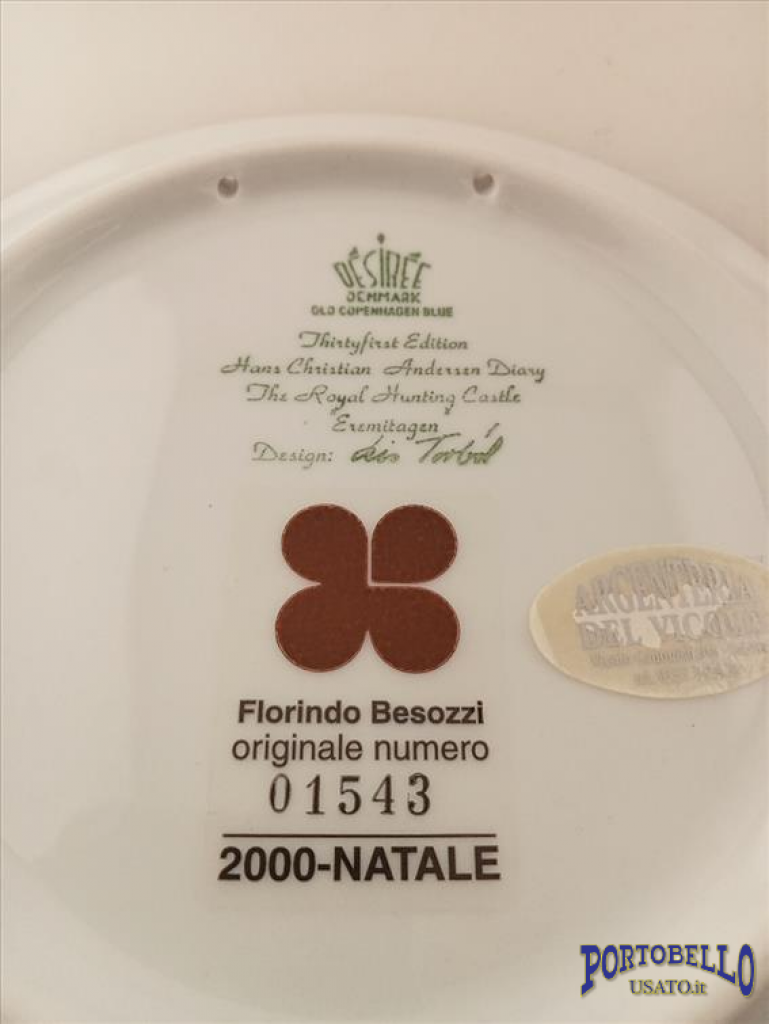 DÉSIRÉE
DENMARK
OLD COPENHAGEN BLUE
Thirtyfirst Edition
Hans Christian Andersen Diary
The Royal Hunting Castle
"Eremitagen"
Design:
Florindo Besozzi
originale numero
01543
2000-NATALE
ARGENTERIA
DEL
PORTOBELLO
USATO.it